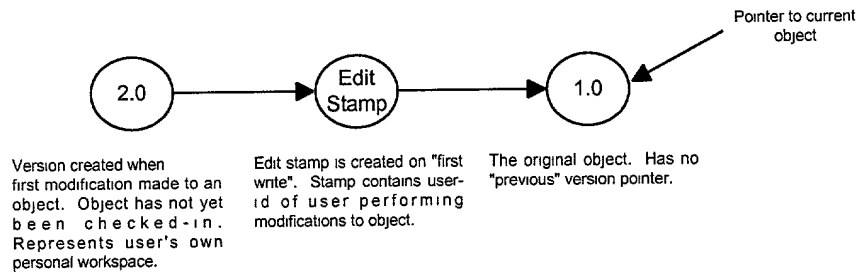 Pointer to current
object
2.0
Edit
Stamp
1.0
Version created when
first modification made to an
object. Object has not yet
been checked-in.
Represents user's own
personal workspace.
Edit stamp is created on "first
write". Stamp contains user-
id of user performing
modifications to object.
The original object. Has no
"previous" version pointer.